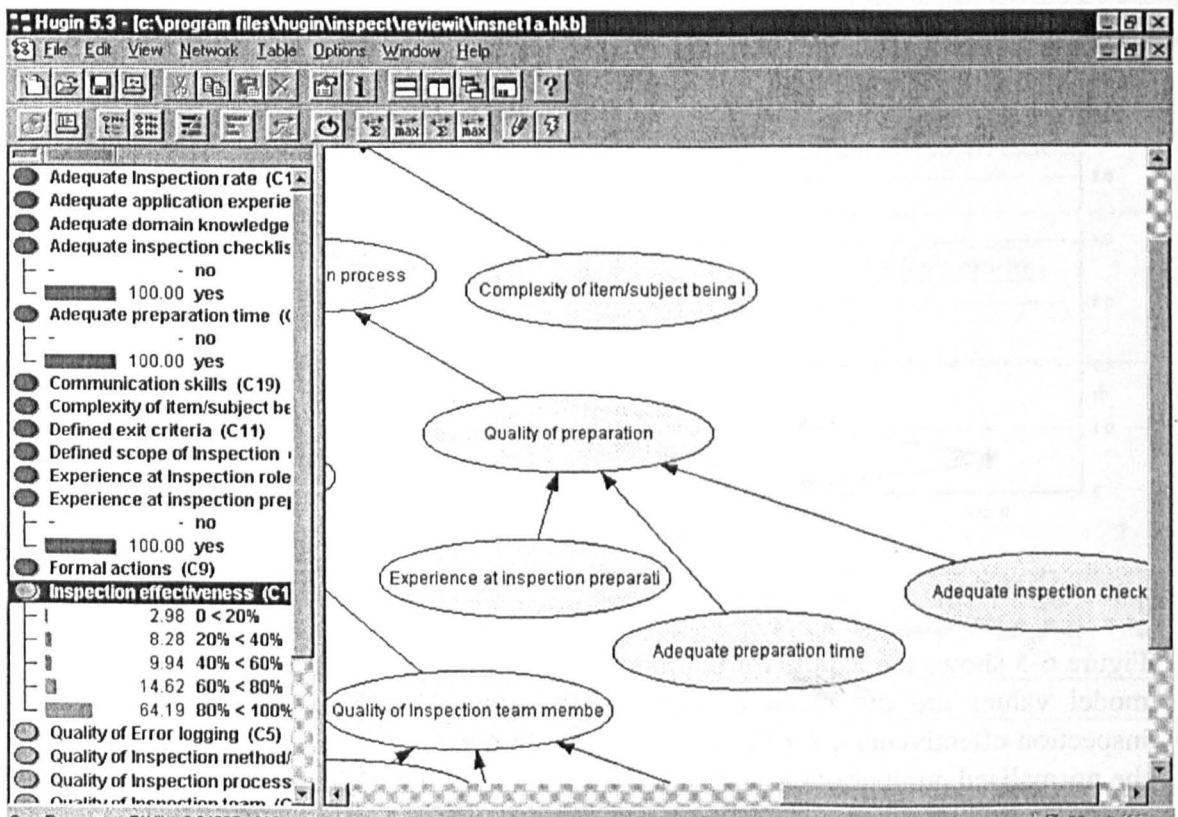 Hugin 5.3 - [c:\program files\hugin\inspect\reviewit\insnet1a.hkb]
File Edit View Network Table Options Window Help
Adequate Inspection rate (C1
Adequate application experie
Adequate domain knowledge
Adequate inspection checklis
- - no
100.00 yes
Adequate preparation time (C
- - no
100.00 yes
Communication skills (C19)
Complexity of item/subject be
Defined exit criteria (C11)
Defined scope of Inspection
Experience at Inspection role
Experience at inspection prep
- - no
100.00 yes
Formal actions (C9)
Inspection effectiveness (C1
2.98 0 < 20%
8.28 20% < 40%
9.94 40% < 60%
14.62 60% < 80%
64.19 80% < 100%
Quality of Error logging (C5)
Quality of Inspection method/
Quality of Inspection process
Quality of Inspection team (C
n process
Complexity of item/subject being i
Quality of preparation
Experience at inspection preparati
Adequate inspection check
Adequate preparation time
Quality of Inspection team membe